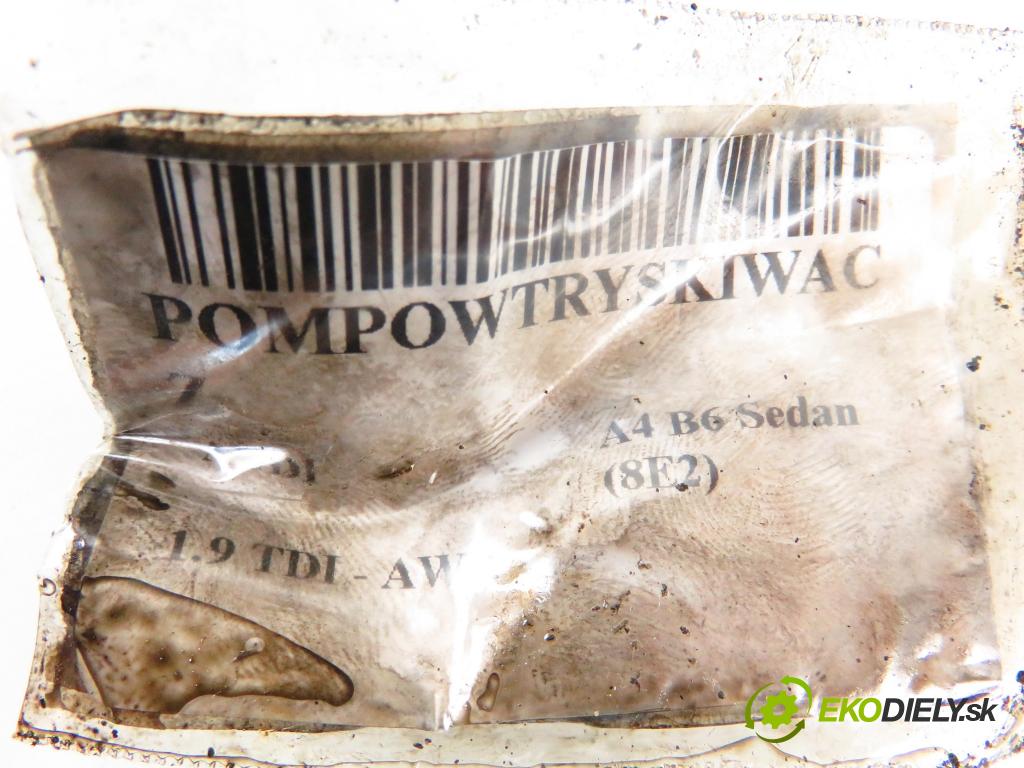 POMPOWTRYSKIWAC
A4 B6 Sedan
(8E2)
1.9 TDI - AW
EKODIELY.sk